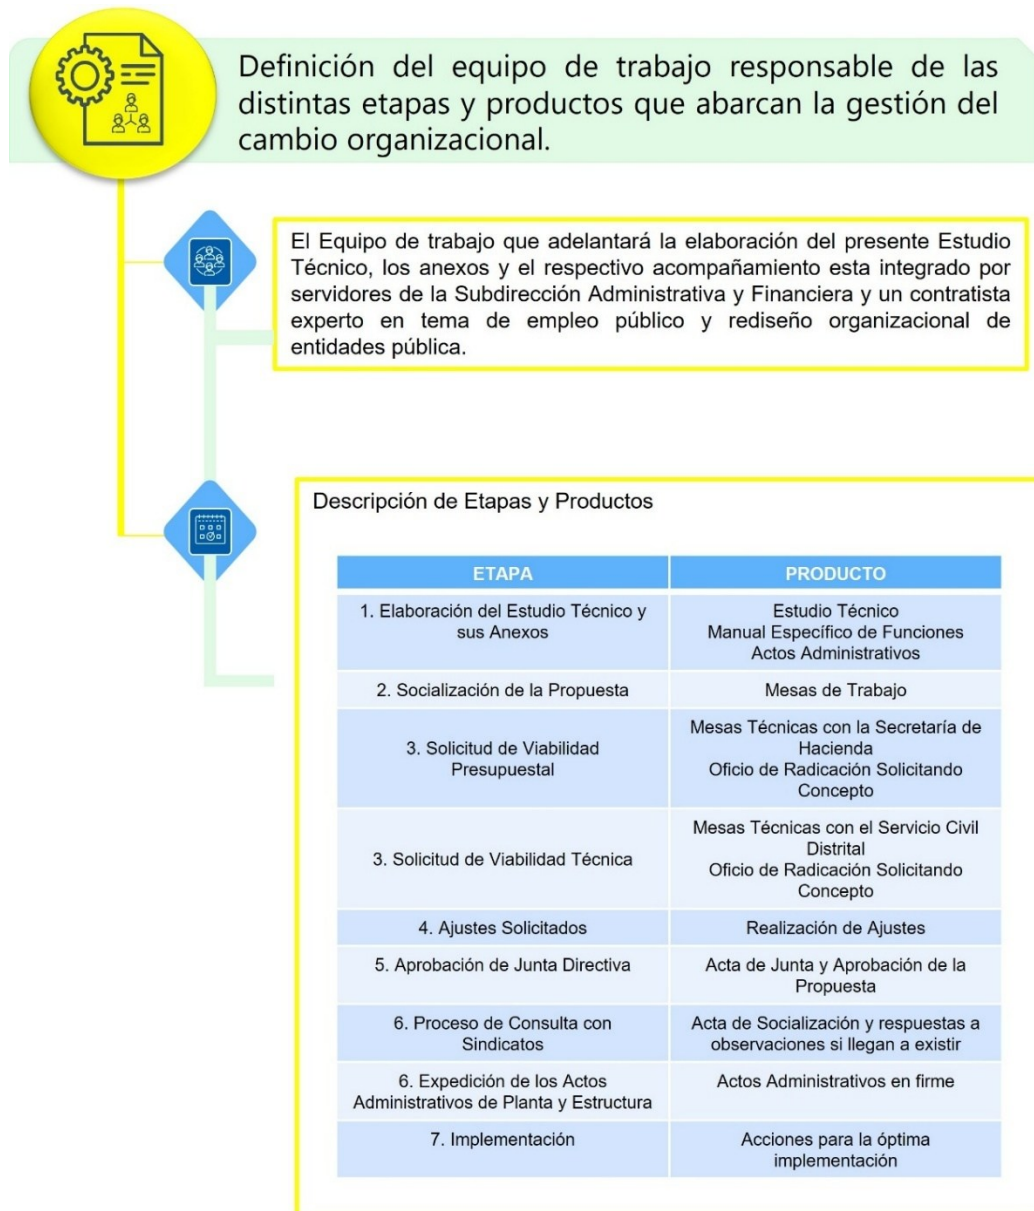 Definición del equipo de trabajo responsable de las
distintas etapas y productos que abarcan la gestión del
cambio organizacional.
El Equipo de trabajo que adelantará la elaboración del presente Estudio
Técnico, los anexos y el respectivo acompañamiento esta integrado por
servidores de la Subdirección Administrativa y Financiera y un contratista
experto en tema de empleo público y rediseño organizacional de
entidades pública.
Descripción de Etapas y Productos
ETAPA PRODUCTO
1. Elaboración del Estudio Técnico y
sus Anexos
Estudio Técnico
Manual Específico de Funciones
Actos Administrativos
2. Socialización de la Propuesta
Mesas de Trabajo
3. Solicitud de Viabilidad
Presupuestal
Mesas Técnicas con la Secretaría de
Hacienda
Oficio de Radicación Solicitando
Concepto
3. Solicitud de Viabilidad Técnica
Mesas Técnicas con el Servicio Civil
Distrital
Oficio de Radicación Solicitando
Concepto
4. Ajustes Solicitados
Realización de Ajustes
5. Aprobación de Junta Directiva
Acta de Junta y Aprobación de la
Propuesta
6. Proceso de Consulta con
Sindicatos
Acta de Socialización y respuestas a
observaciones si llegan a existir
6. Expedición de los Actos
Administrativos de Planta y Estructura
Actos Administrativos en firme
7. Implementación
Acciones para la óptima
implementación